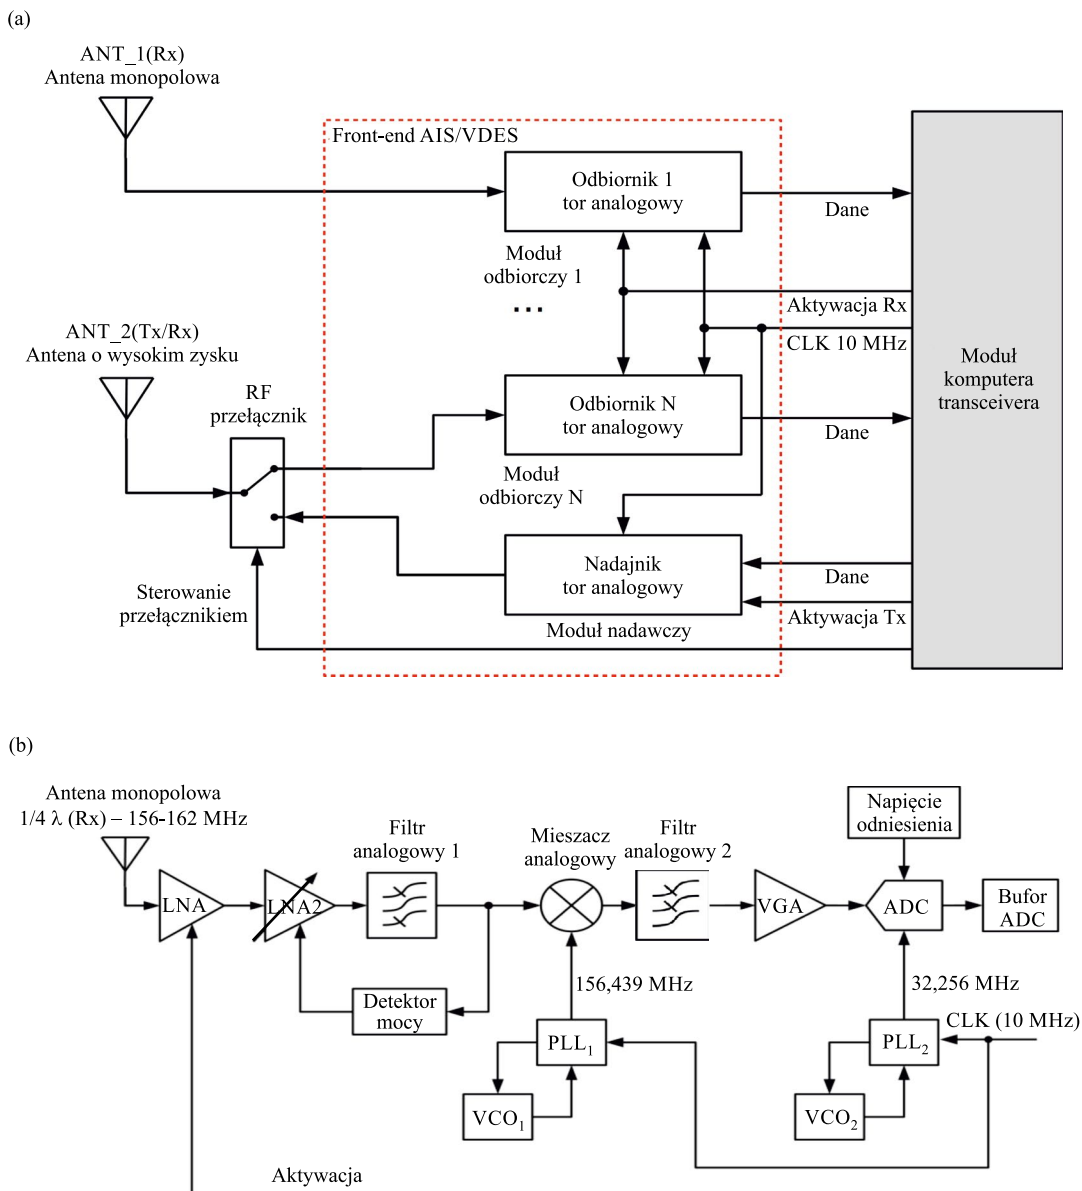 (a)
ANT_1(Rx)
Antena monopolowa
Front-end AIS/VDES
Odbiornik 1
tor analogowy
Dane
Moduł
odbiorczy 1
...
Aktywacja Rx
CLK 10 MHz
ANT_2(Tx/Rx)
Antena o wysokim zysku
RF
przełącznik
Odbiornik N
tor analogowy
Dane
Moduł
odbiorczy N
Moduł
komputera
transceivera
Nadajnik
tor analogowy
Dane
Aktywacja Tx
Sterowanie
przełącznikiem
Moduł nadawczy
(b)
Antena monopolowa
1/4 λ (Rx) – 156-162 MHz
Filtr
analogowy 1
Mieszacz
analogowy
Filtr
analogowy 2
Napięcie
odniesienia
LNA
LNA2
VGA
ADC
Bufor
ADC
Detektor
mocy
156,439 MHz
32,256 MHz
CLK (10 MHz)
PLL₁
PLL₂
VCO₁
VCO₂
Aktywacja